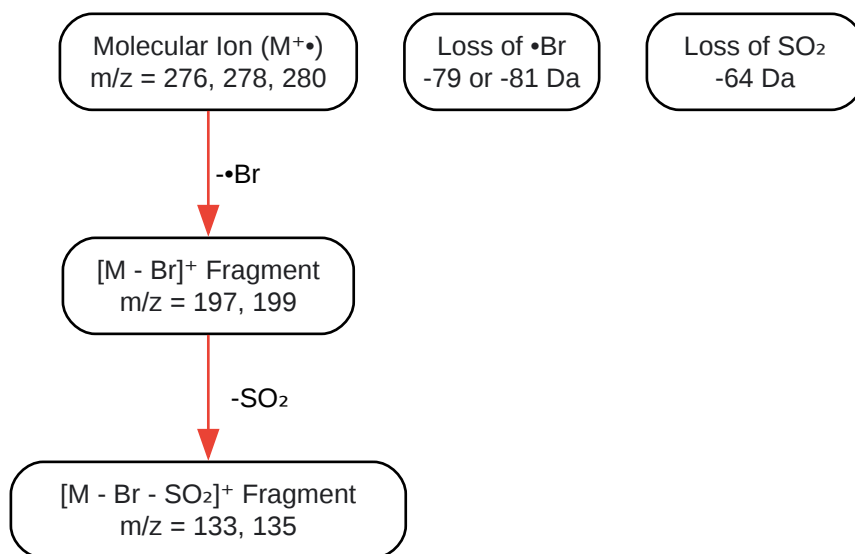 Molecular Ion (M⁺•)
m/z = 276, 278, 280
Loss of •Br
-79 or -81 Da
Loss of SO₂
-64 Da
-•Br
[M - Br]⁺ Fragment
m/z = 197, 199
-SO₂
[M - Br - SO₂]⁺ Fragment
m/z = 133, 135